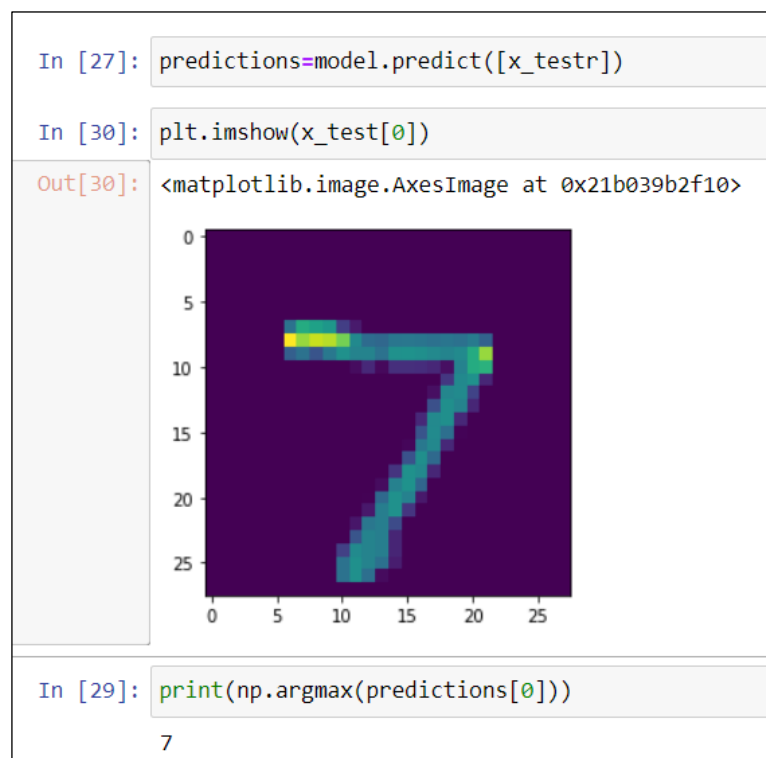 In [27]: predictions=model.predict([x_testr])
In [30]: plt.imshow(x_test[0])
Out[30]: <matplotlib.image.AxesImage at 0x21b039b2f10>
0
5
10
15
20
25
0 5 10 15 20 25
7
In [29]: print(np.argmax(predictions[0]))
7